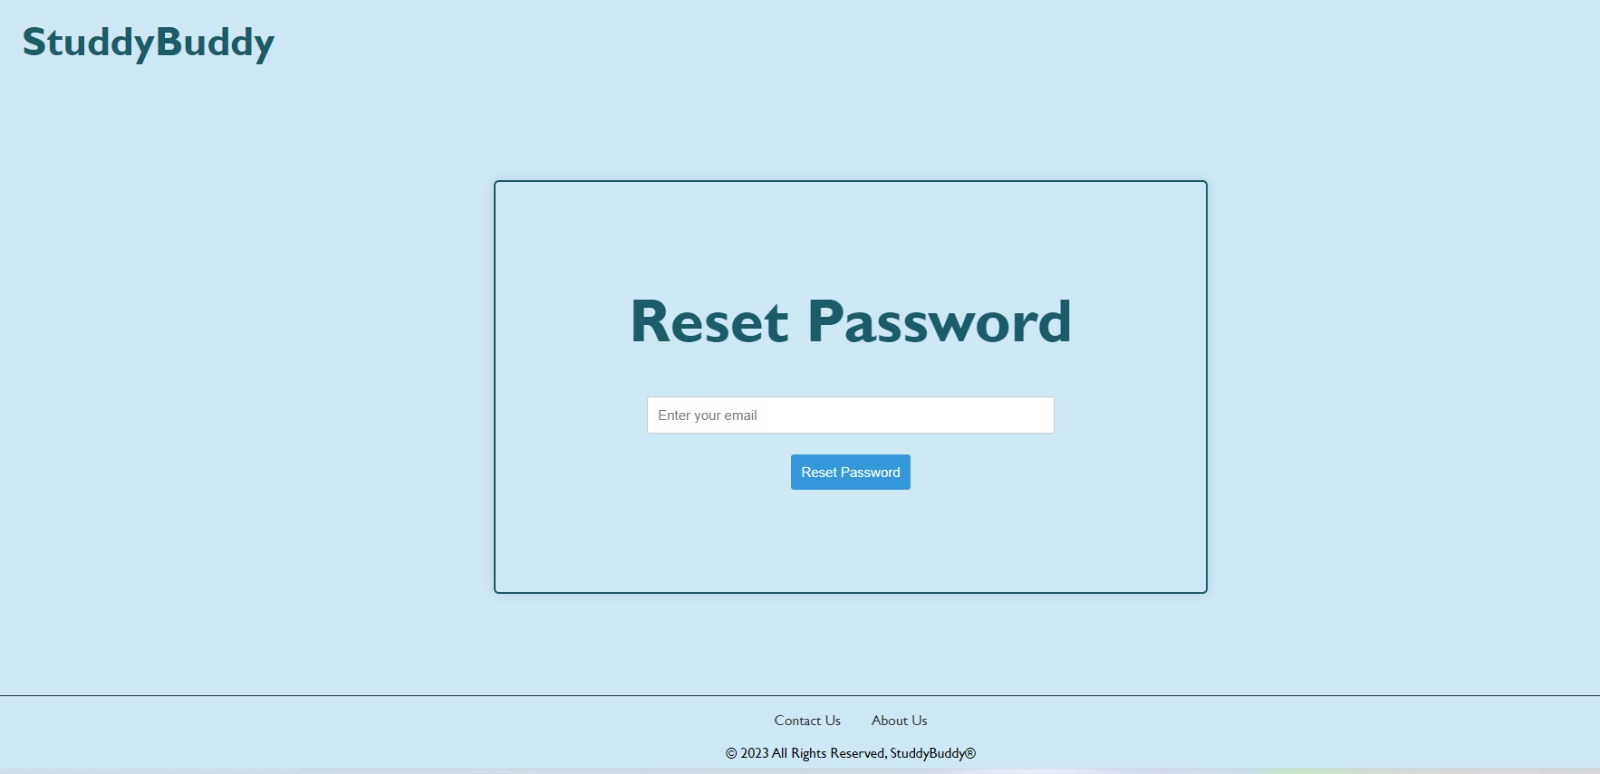 StuddyBuddy
Reset Password
Enter your email
Reset Password
Contact Us About Us
© 2023 All Rights Reserved, StuddyBuddy®